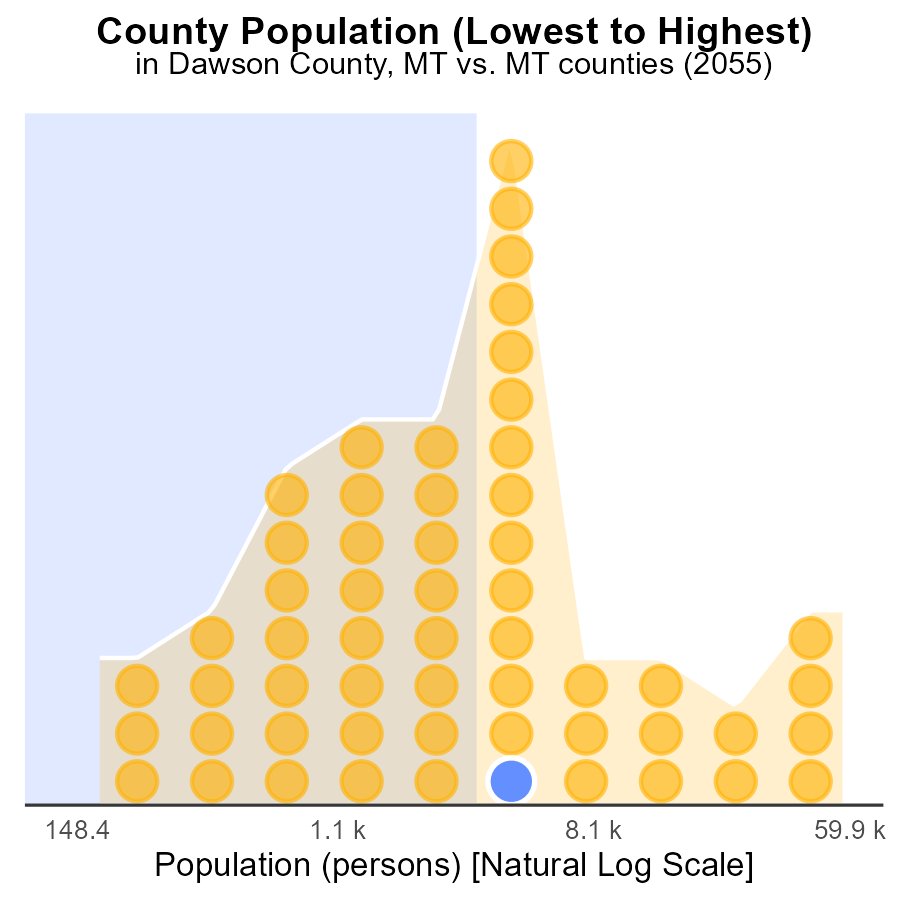 County Population (Lowest to Highest)
in Dawson County, MT vs. MT counties (2055)
148.4 1.1 k 8.1 k 59.9 k
Population (persons) [Natural Log Scale]